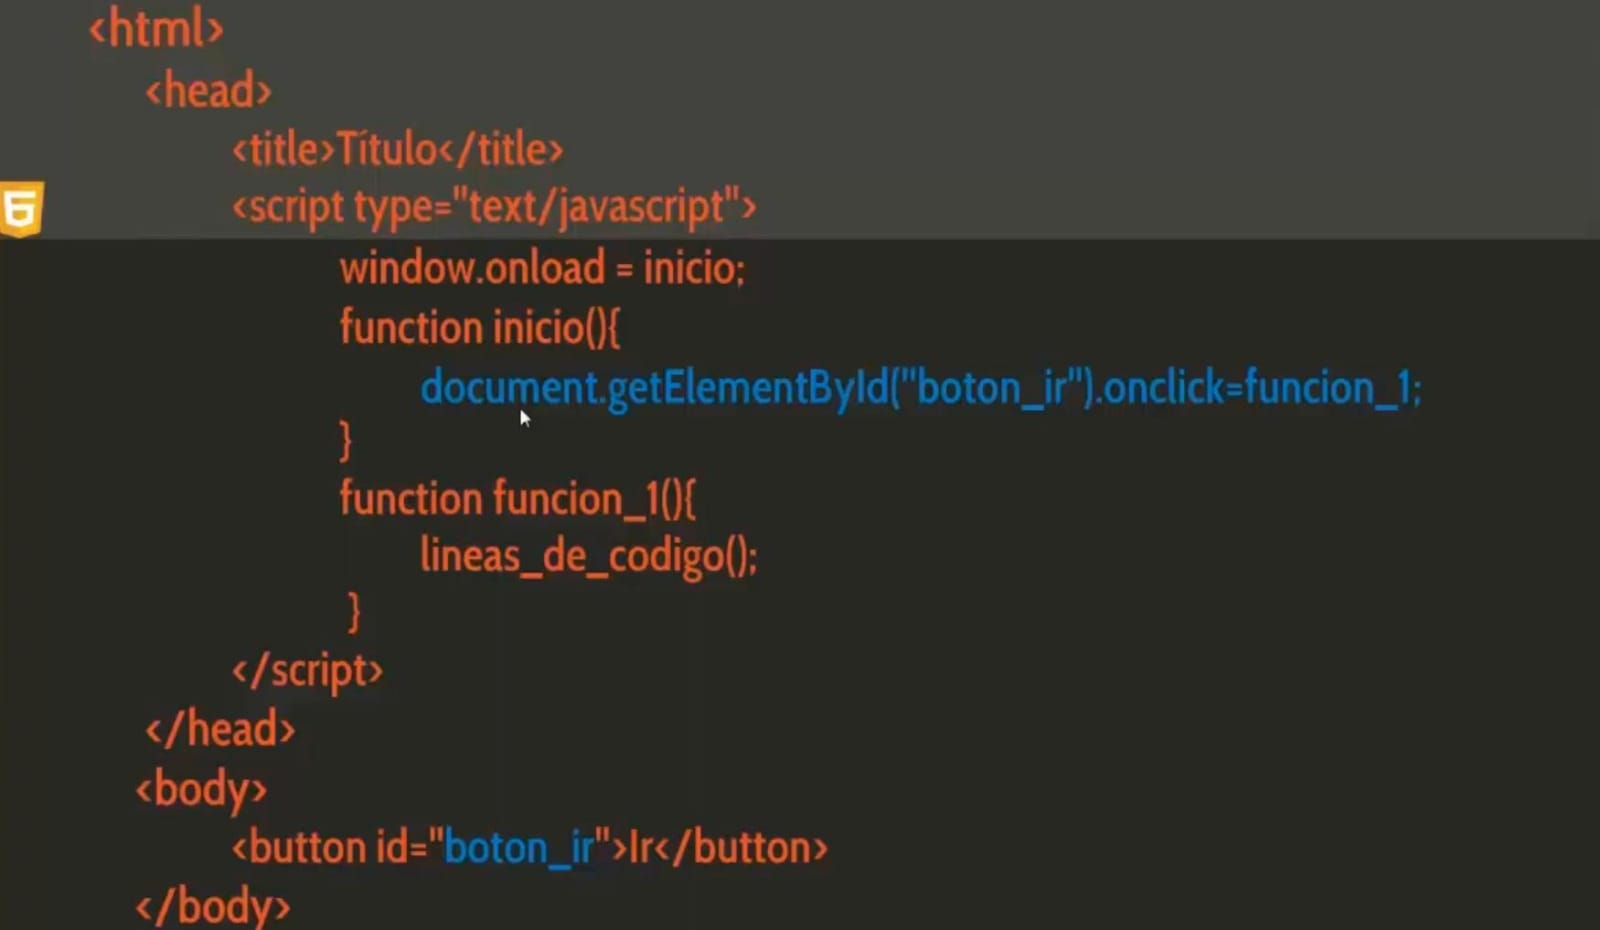 <html>
<head>
<title>Título</title>
<script type="text/javascript">
window.onload = inicio;
function inicio(){
document.getElementById("boton_ir").onclick=funcion_1;
}
function funcion_1(){
lineas_de_codigo();
}
</script>
</head>
<body>
<button id="boton_ir">Ir</button>
</body>